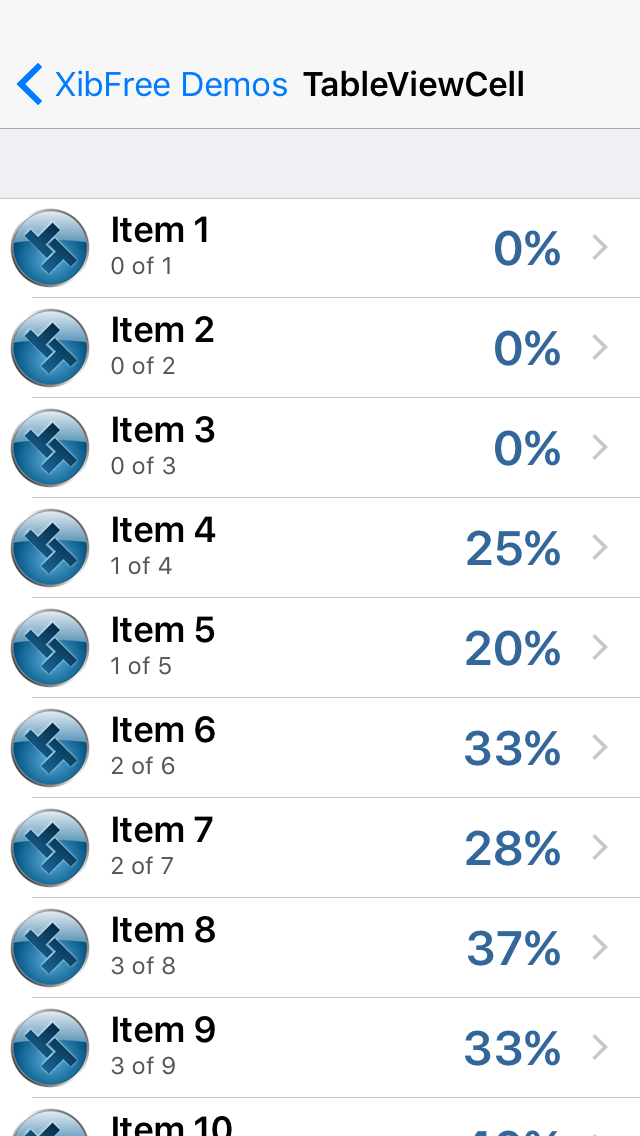 XibFree Demos TableViewCell
Item 1
0 of 1
0%
Item 2
0 of 2
0%
Item 3
0 of 3
0%
Item 4
1 of 4
25%
Item 5
1 of 5
20%
Item 6
2 of 6
33%
Item 7
2 of 7
28%
Item 8
3 of 8
37%
Item 9
3 of 9
33%
Item 10